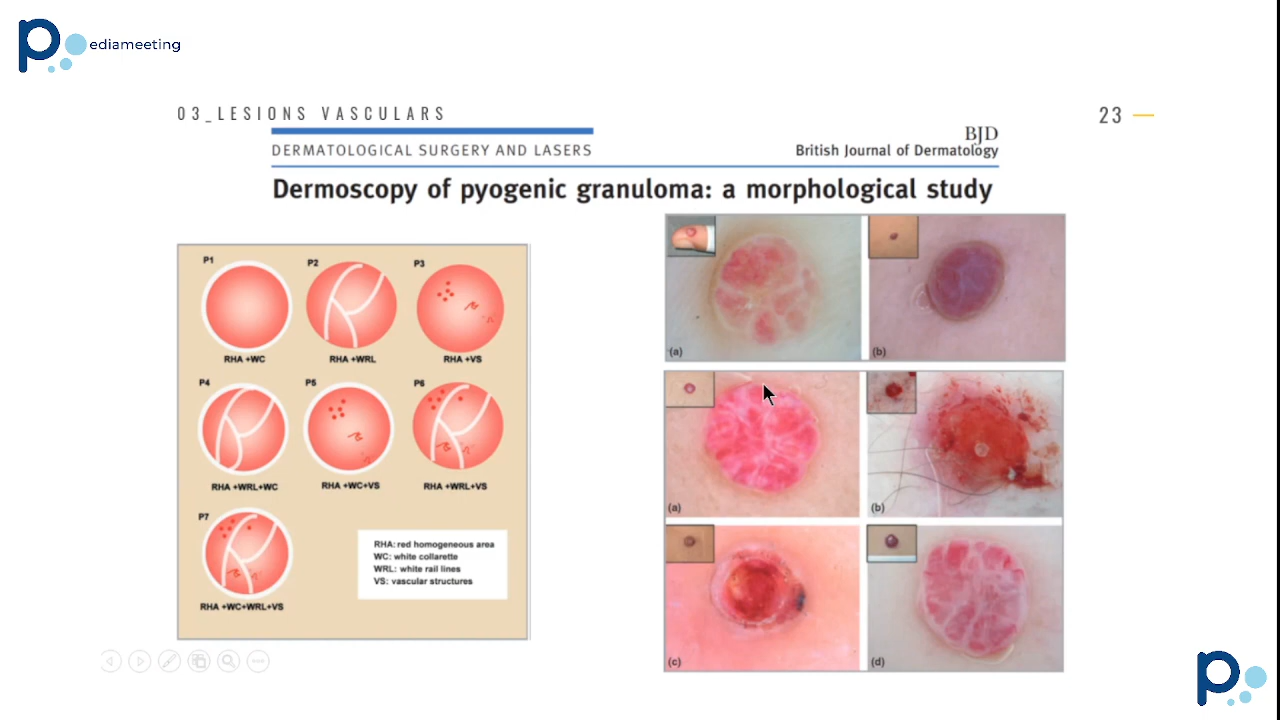 pediameeting
03_LESIONS VASCULARS
23
DERMATOLOGICAL SURGERY AND LASERS
BJD
British Journal of Dermatology
Dermoscopy of pyogenic granuloma: a morphological study
P1
P2
P3
RHA +WC
RHA +WRL
RHA +VS
P4
P5
P6
RHA +WRL+WC
RHA +WC+VS
RHA +WRL+VS
P7
RHA +WC+WRL+VS
RHA: red homogeneous area
WC: white collarette
WRL: white rail lines
VS: vascular structures
(a)
(b)
(a)
(b)
(c)
(d)
p